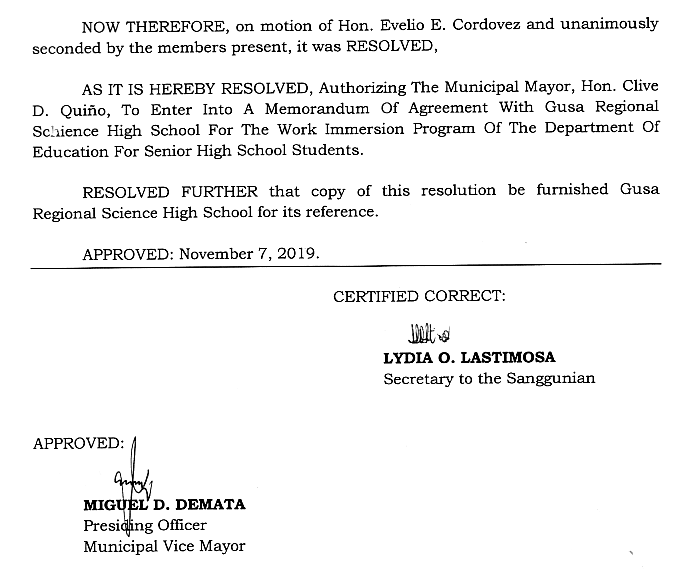 NOW THEREFORE, on motion of Hon. Evelio E. Cordovez and unanimously
seconded by the members present, it was RESOLVED,
AS IT IS HEREBY RESOLVED, Authorizing The Municipal Mayor, Hon. Clive
D. Quiño, To Enter Into A Memorandum Of Agreement With Gusa Regional
Schience High School For The Work Immersion Program Of The Department Of
Education For Senior High School Students.
RESOLVED FURTHER that copy of this resolution be furnished Gusa
Regional Science High School for its reference.
APPROVED: November 7, 2019.
CERTIFIED CORRECT:
LYDIA O. LASTIMOSA
Secretary to the Sanggunian
APPROVED:
MIGUEL D. DEMATA
Presiding Officer
Municipal Vice Mayor